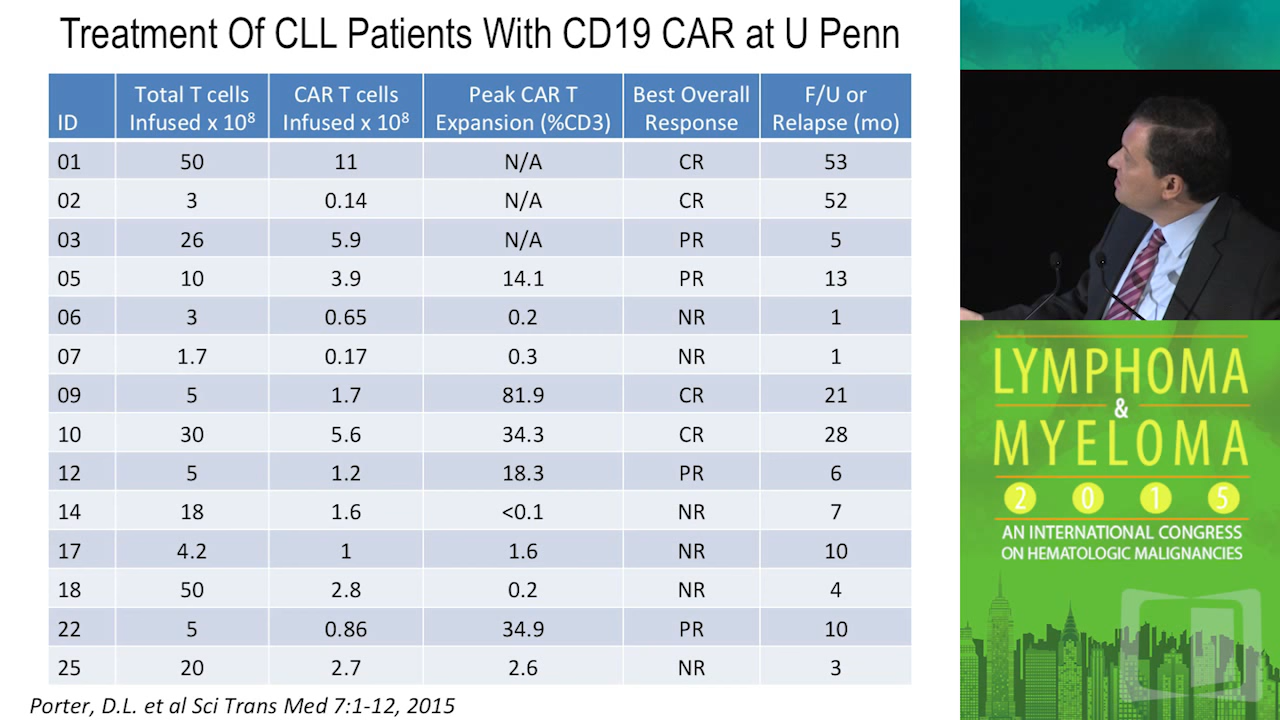 Treatment Of CLL Patients With CD19 CAR at U Penn
ID Total T cells Infused x 10⁸ CAR T cells Infused x 10⁸ Peak CAR T Expansion (%CD3) Best Overall Response F/U or Relapse (mo)
01 50 11 N/A CR 53
02 3 0.14 N/A CR 52
03 26 5.9 N/A PR 5
05 10 3.9 14.1 PR 13
06 3 0.65 0.2 NR 1
07 1.7 0.17 0.3 NR 1
09 5 1.7 81.9 CR 21
10 30 5.6 34.3 CR 28
12 5 1.2 18.3 PR 6
14 18 1.6 <0.1 NR 7
17 4.2 1 1.6 NR 10
18 50 2.8 0.2 NR 4
22 5 0.86 34.9 PR 10
25 20 2.7 2.6 NR 3
Porter, D.L. et al Sci Trans Med 7:1-12, 2015
LYMPHOMA
&
MYELOMA
2015
AN INTERNATIONAL CONGRESS
ON HEMATOLOGIC MALIGNANCIES